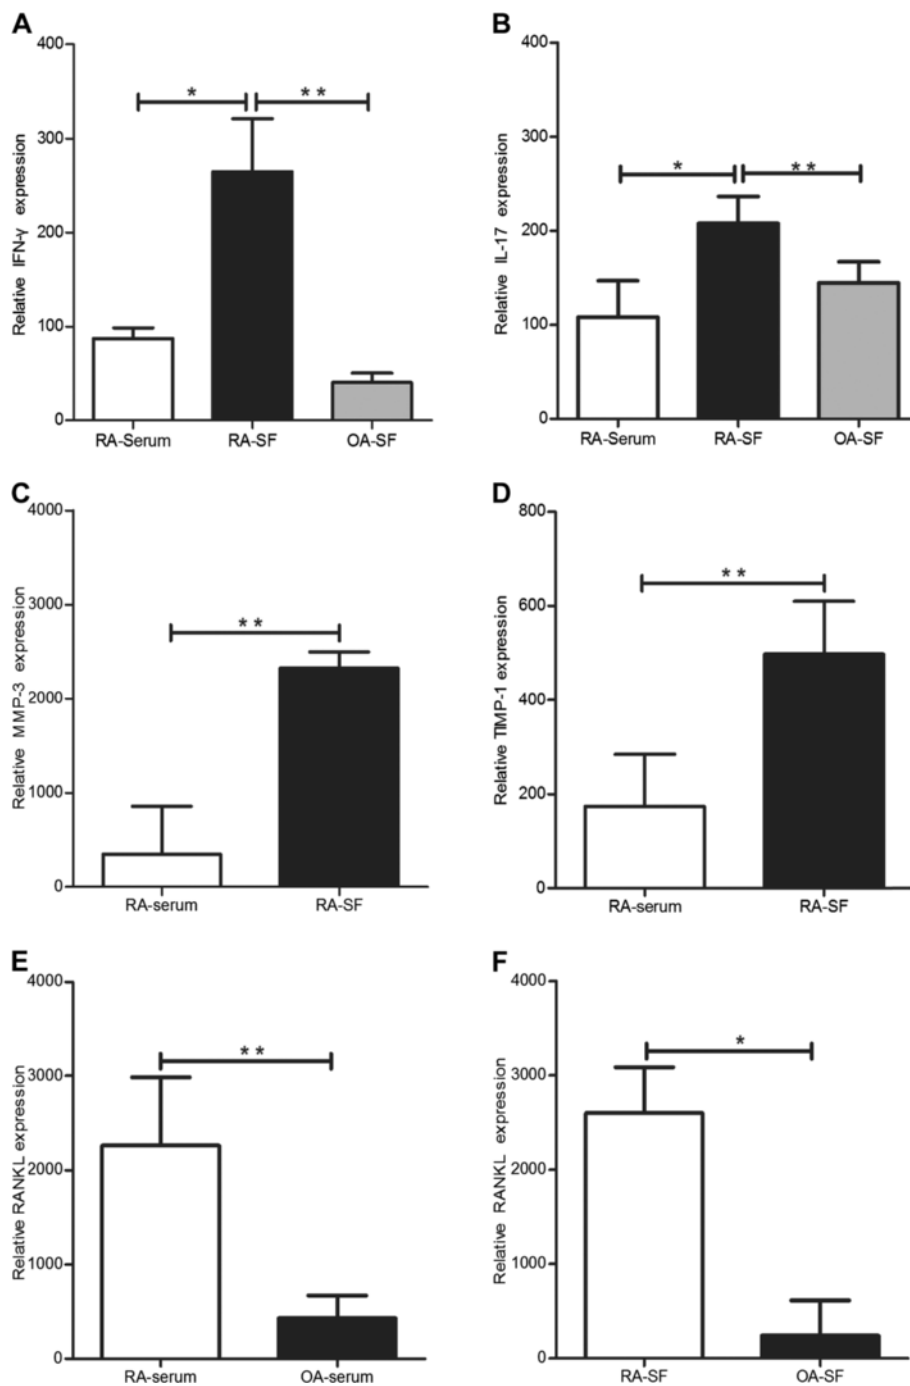 A
Relative IFN-γ expression
400
300
200
100
0
*
* *
RA-Serum RA-SF OA-SF
B
Relative IL-17 expression
400
300
200
100
0
*
* *
RA-Serum RA-SF OA-SF
C
Relative MMP-3 expression
4000
3000
2000
1000
0
* *
RA-serum RA-SF
D
Relative TIMP-1 expression
800
600
400
200
0
* *
RA-serum RA-SF
E
Relative RANKL expression
4000
3000
2000
1000
0
* *
RA-serum OA-serum
F
Relative RANKL expression
4000
3000
2000
1000
0
*
RA-SF OA-SF